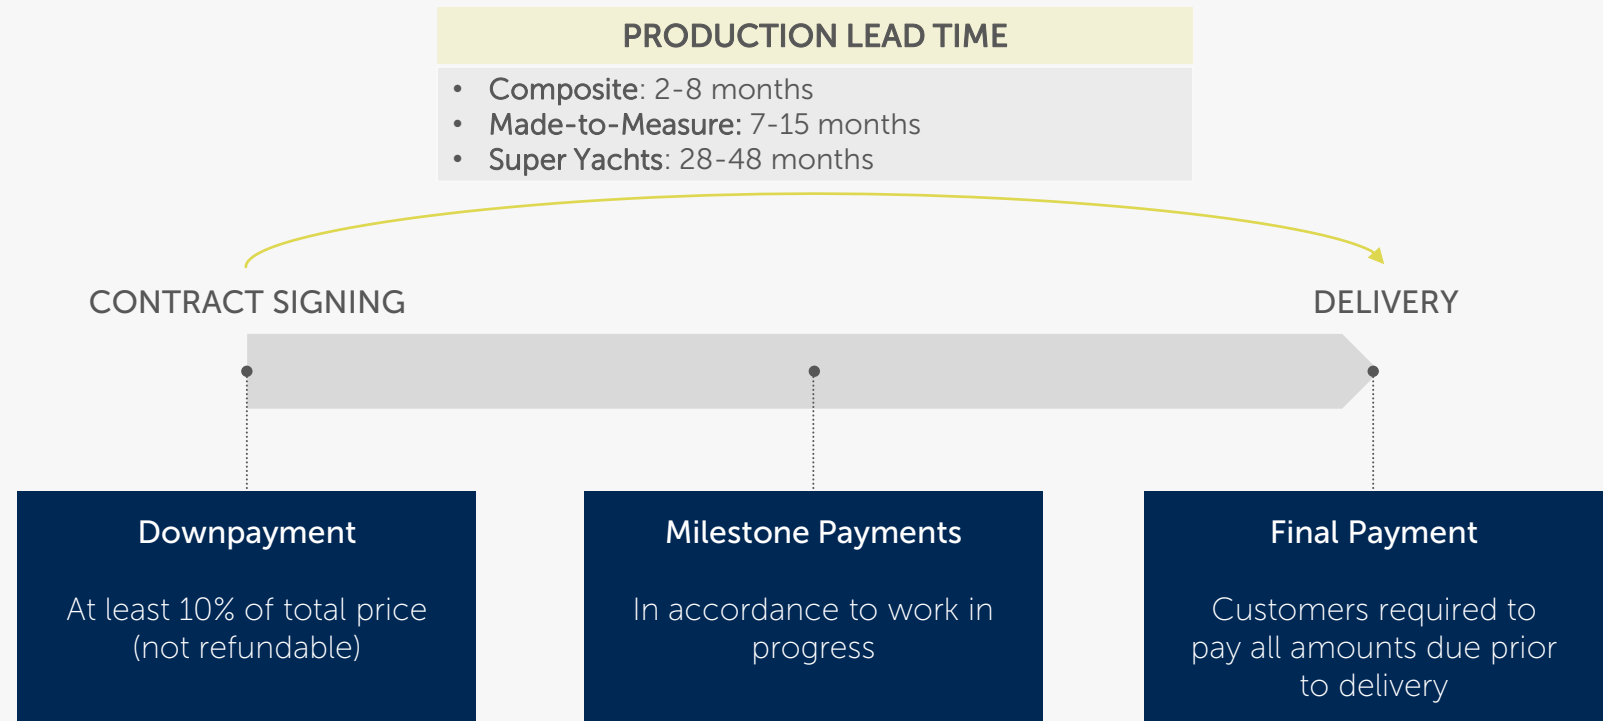 PRODUCTION LEAD TIME
• Composite: 2-8 months
• Made-to-Measure: 7-15 months
• Super Yachts: 28-48 months
CONTRACT SIGNING
DELIVERY
Downpayment
At least 10% of total price
(not refundable)
Milestone Payments
In accordance to work in
progress
Final Payment
Customers required to
pay all amounts due prior
to delivery